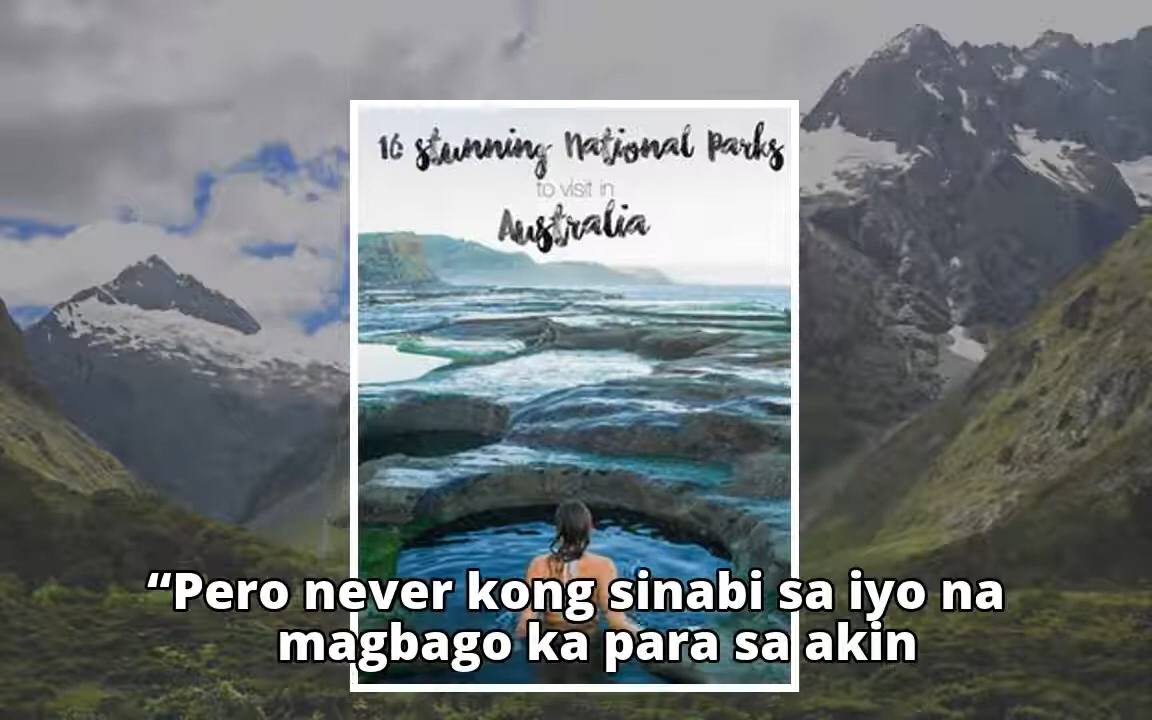 16 stunning National Parks
to visit in
Australia
“Pero never kong sinabi sa iyo na
magbago ka para sa akin